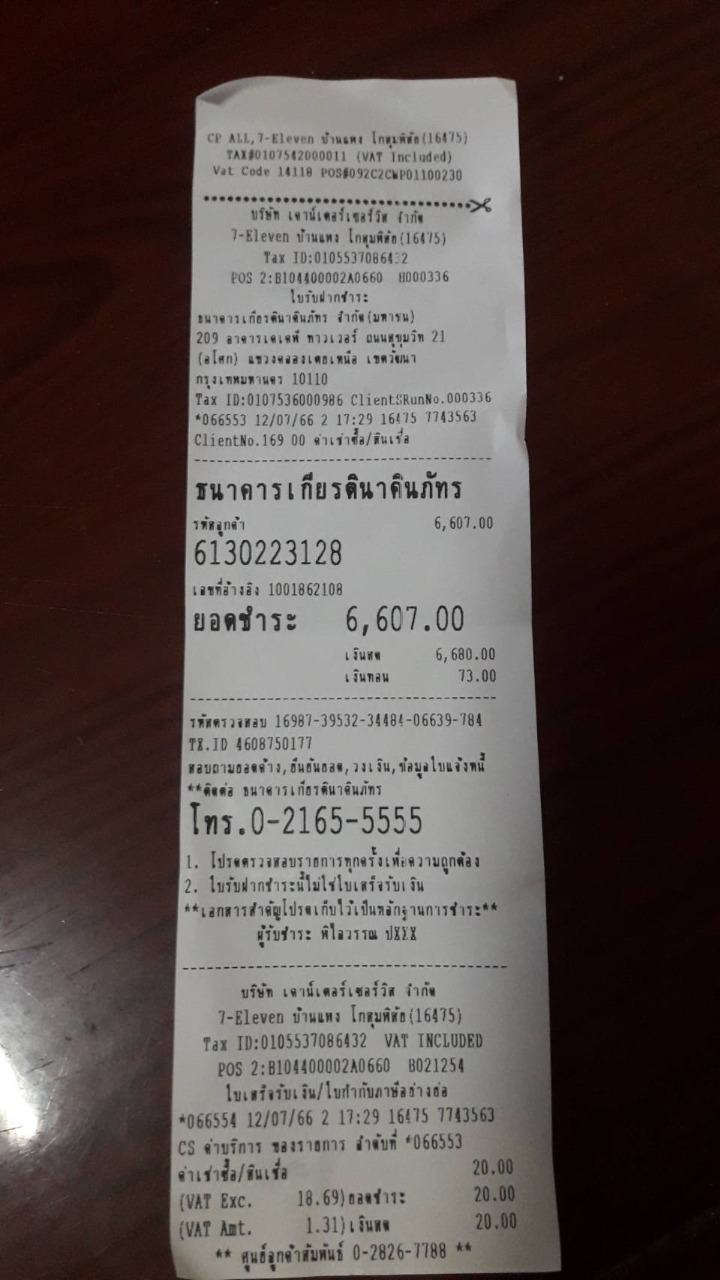 CP ALL,7-Eleven บ้านแพง โกสุมพิสัย(16475)
TAX#0107542000011 (VAT Included)
Vat Code 14118 POS#092C2CWP01100230
บริษัท เคาน์เตอร์เซอร์วิส จำกัด
7-Eleven บ้านแพง โกสุมพิสัย(16475)
Tax ID:0105537086432
POS 2:B104400002A0660 H000336
ใบรับฝากชำระ
ธนาคารเกียรตินาคินภัทร จำกัด(มหาชน)
209 อาคารเคเคพี ทาวเวอร์ ถนนสุขุมวิท 21
(อโศก) แขวงคลองเตยเหนือ เขตวัฒนา
กรุงเทพมหานคร 10110
Tax ID:0107536000986 ClientSRunNo.000336
*066553 12/07/66 2 17:29 16475 7743563
ClientNo.169 00 ค่าเช่าซื้อ/สินเชื่อ
ธนาคารเกียรตินาคินภัทร
รหัสลูกค้า 6,607.00
6130223128
เลขที่อ้างอิง 1001862108
ยอดชำระ 6,607.00
เงินสด 6,680.00
เงินทอน 73.00
รหัสตรวจสอบ 16987-39532-34484-06639-784
TX.ID 4608750177
สอบถามยอดค้าง,ยืนยันยอด,วงเงิน,ข้อมูลใบแจ้งหนี้
**ติดต่อ ธนาคารเกียรตินาคินภัทร
โทร.0-2165-5555
1. โปรดตรวจสอบรายการทุกครั้งเพื่อความถูกต้อง
2. ใบรับฝากชำระนี้ไม่ใช่ใบเสร็จรับเงิน
**เอกสารสำคัญโปรดเก็บไว้เป็นหลักฐานการชำระ**
ผู้รับชำระ พิไลวรรณ ปXXX
บริษัท เคาน์เตอร์เซอร์วิส จำกัด
7-Eleven บ้านแพง โกสุมพิสัย(16475)
Tax ID:0105537086432 VAT INCLUDED
POS 2:B104400002A0660 B021254
ใบเสร็จรับเงิน/ใบกำกับภาษีอย่างย่อ
*066554 12/07/66 2 17:29 16475 7743563
CS ค่าบริการ ของรายการ ลำดับที่ *066553
ค่าเช่าซื้อ/สินเชื่อ 20.00
(VAT Exc. 18.69)ยอดชำระ 20.00
(VAT Amt. 1.31)เงินสด 20.00
** ศูนย์ลูกค้าสัมพันธ์ 0-2826-7788 **